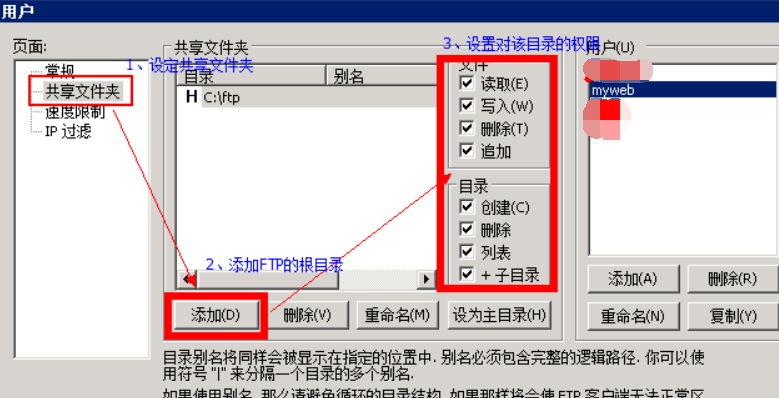 用户
页面:
常规
共享文件夹
速度限制
IP 过滤
1、设定共享文件夹
共享文件夹
目录 别名
H C:\ftp
2、添加FTP的根目录
添加(D) 删除(V) 重命名(M) 设为主目录(H)
3、设置对该目录的权限
文件
读取(E)
写入(W)
删除(T)
追加
目录
创建(C)
删除
列表
+ 子目录
用户(U)
myweb
添加(A) 删除(R)
重命名(N) 复制(Y)
目录别名将同样会被显示在指定的位置中. 别名必须包含完整的逻辑路径. 你可以使
用符号 "|" 来分隔一个目录的多个别名.
如果使用别名, 那么请避免循环的目录结构, 如果那样将会使 FTP 客户端无法正常区